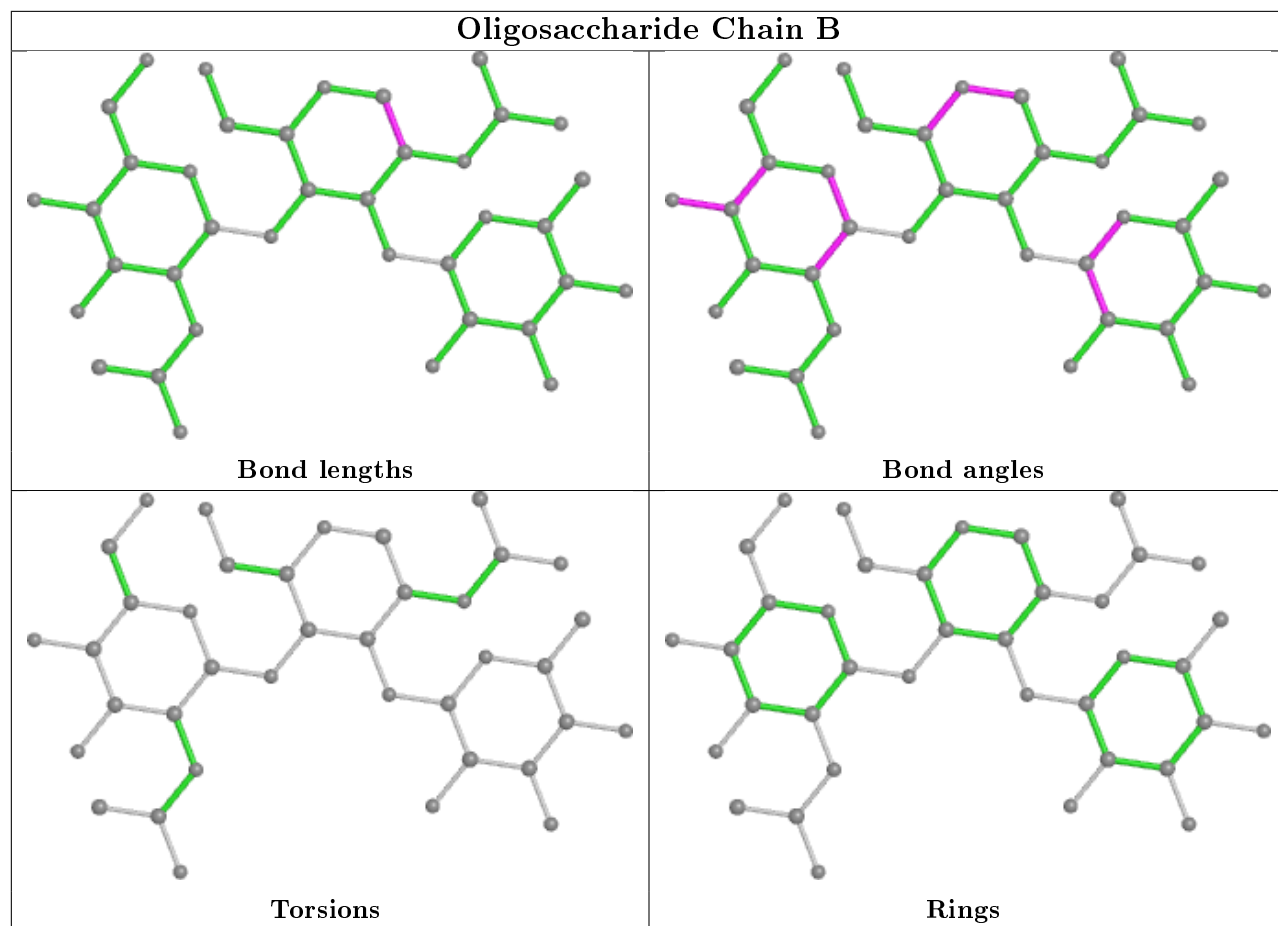 Oligosaccharide Chain B
Bond lengths
Bond angles
Torsions
Rings